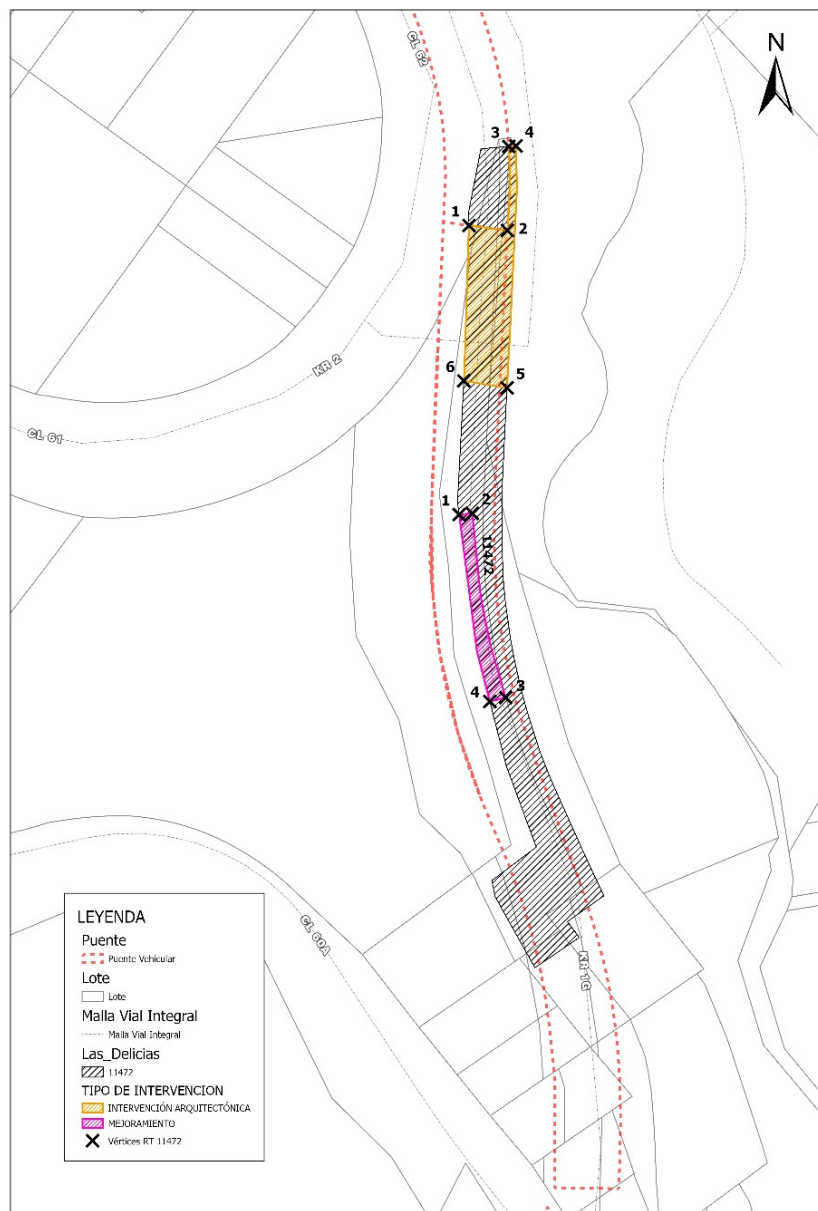 CL 62
N
3
4
1
2
KR 2
6
5
CL 61
1
2
11472
4
3
CL 60A
KR 1G
LEYENDA
Puente
Puente Vehicular
Lote
Lote
Malla Vial Integral
Malla Vial Integral
Las_Delicias
11472
TIPO DE INTERVENCION
INTERVENCIÓN ARQUITECTÓNICA
MEJORAMIENTO
Vértices RT 11472